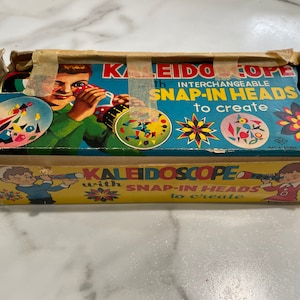 KALEIDOSCOPE
INTERCHANGEABLE
SNAP-IN HEADS
to create
KALEIDOSCOPE
with SNAP-IN HEADS
to create